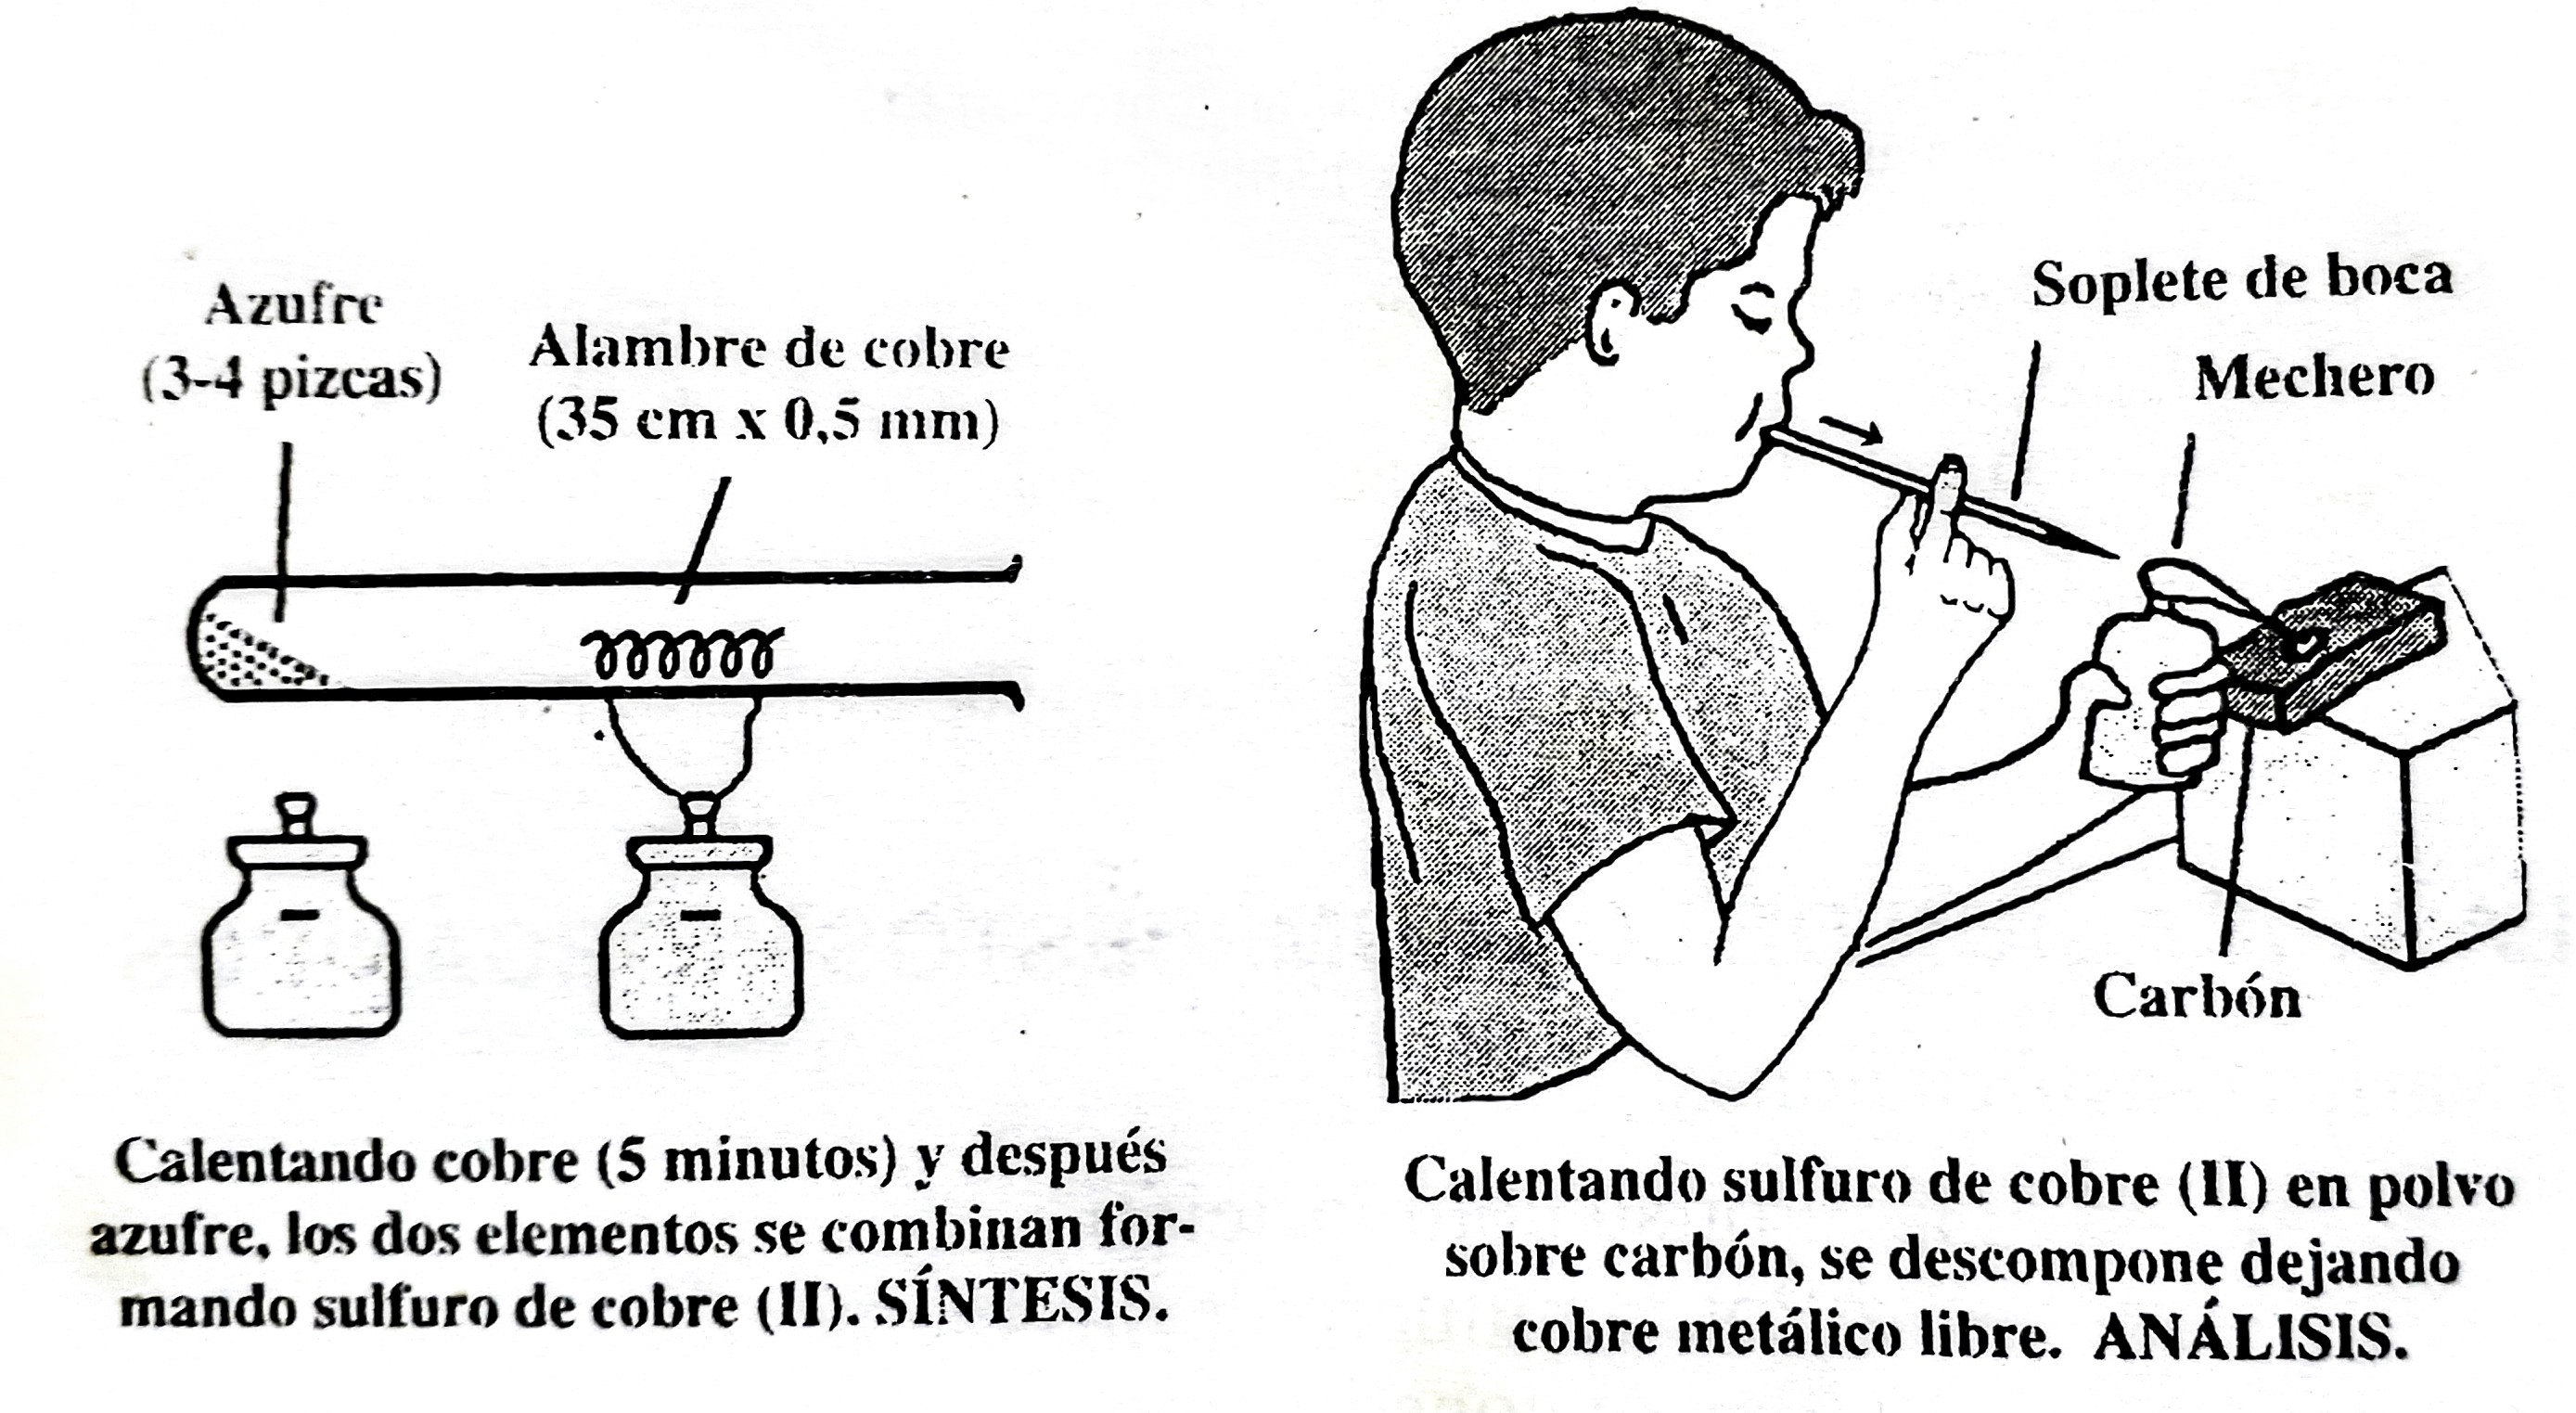 Azufre
(3-4 pizcas)
Alambre de cobre
(35 cm x 0,5 mm)
Calentando cobre (5 minutos) y después
azufre, los dos elementos se combinan for-
mando sulfuro de cobre (II). SÍNTESIS.
Soplete de boca
Mechero
Carbón
Calentando sulfuro de cobre (II) en polvo
sobre carbón, se descompone dejando
cobre metálico libre. ANÁLISIS.